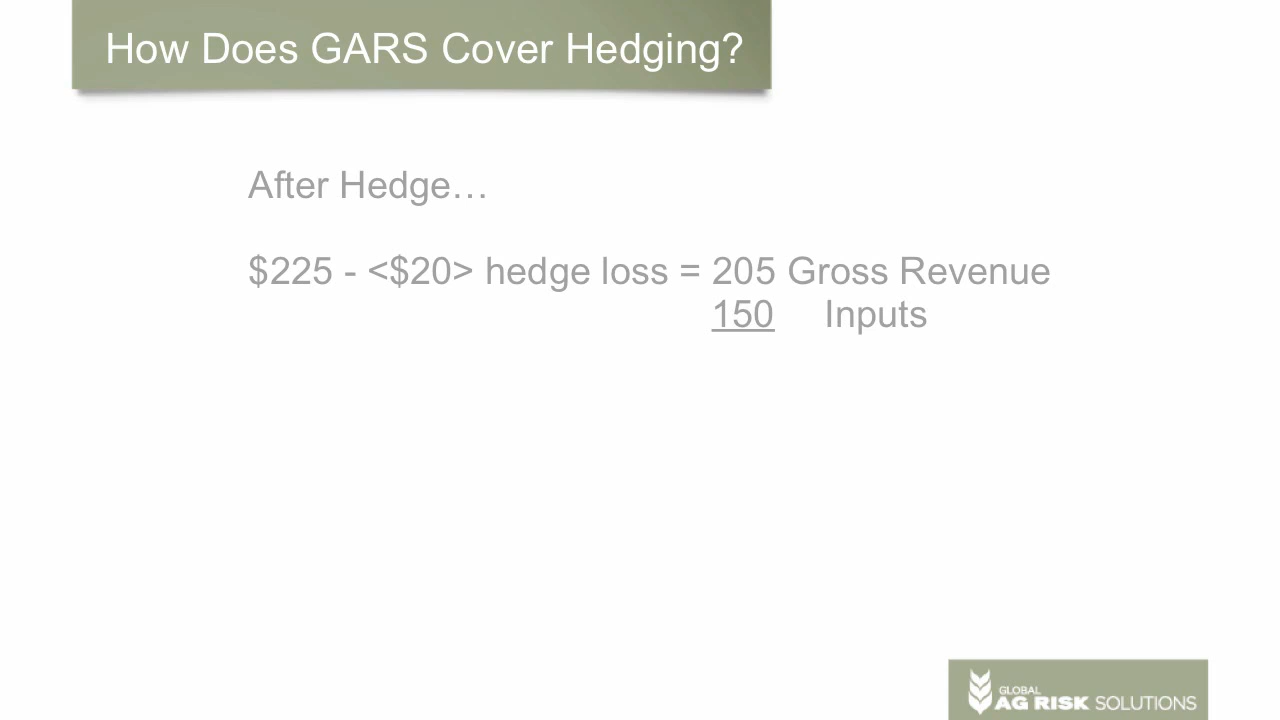 How Does GARS Cover Hedging?
After Hedge…
$225 - <$20> hedge loss = 205 Gross Revenue
150 Inputs
GLOBAL
AG RISK SOLUTIONS